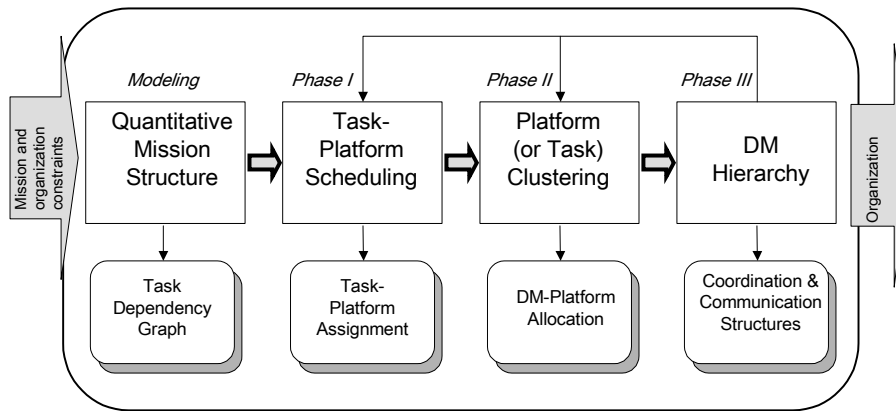 Mission and
organization
constraints
Modeling
Quantitative
Mission
Structure
Task
Dependency
Graph
Phase I
Task-
Platform
Scheduling
Task-
Platform
Assignment
Phase II
Platform
(or Task)
Clustering
DM-Platform
Allocation
Phase III
DM
Hierarchy
Coordination &
Communication
Structures
Organization